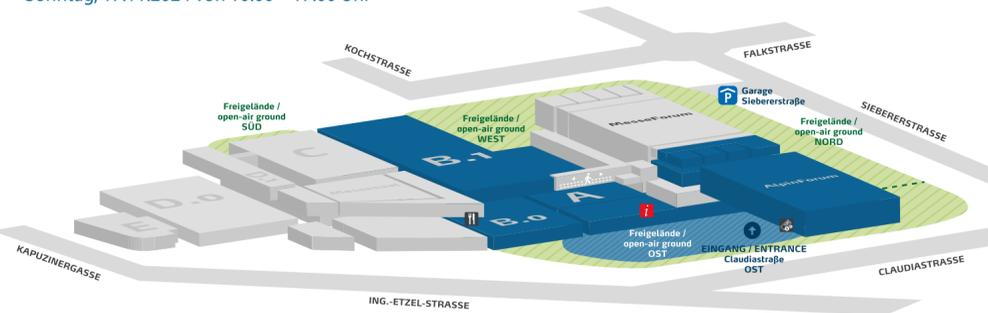 KOCHSTRASSE
FALKSTRASSE
Garage
Siebererstraße
SIEBERERSTRASSE
Freigelände /
open-air ground
SÜD
Freigelände /
open-air ground
WEST
MesseForum
Freigelände /
open-air ground
NORD
C
B.1
A
AlpinForum
D.0
E
B.0
i
P
Freigelände /
open-air ground
OST
EINGANG / ENTRANCE
Claudiastraße
OST
KAPUZINERGASSE
ING.-ETZEL-STRASSE
CLAUDIASTRASSE